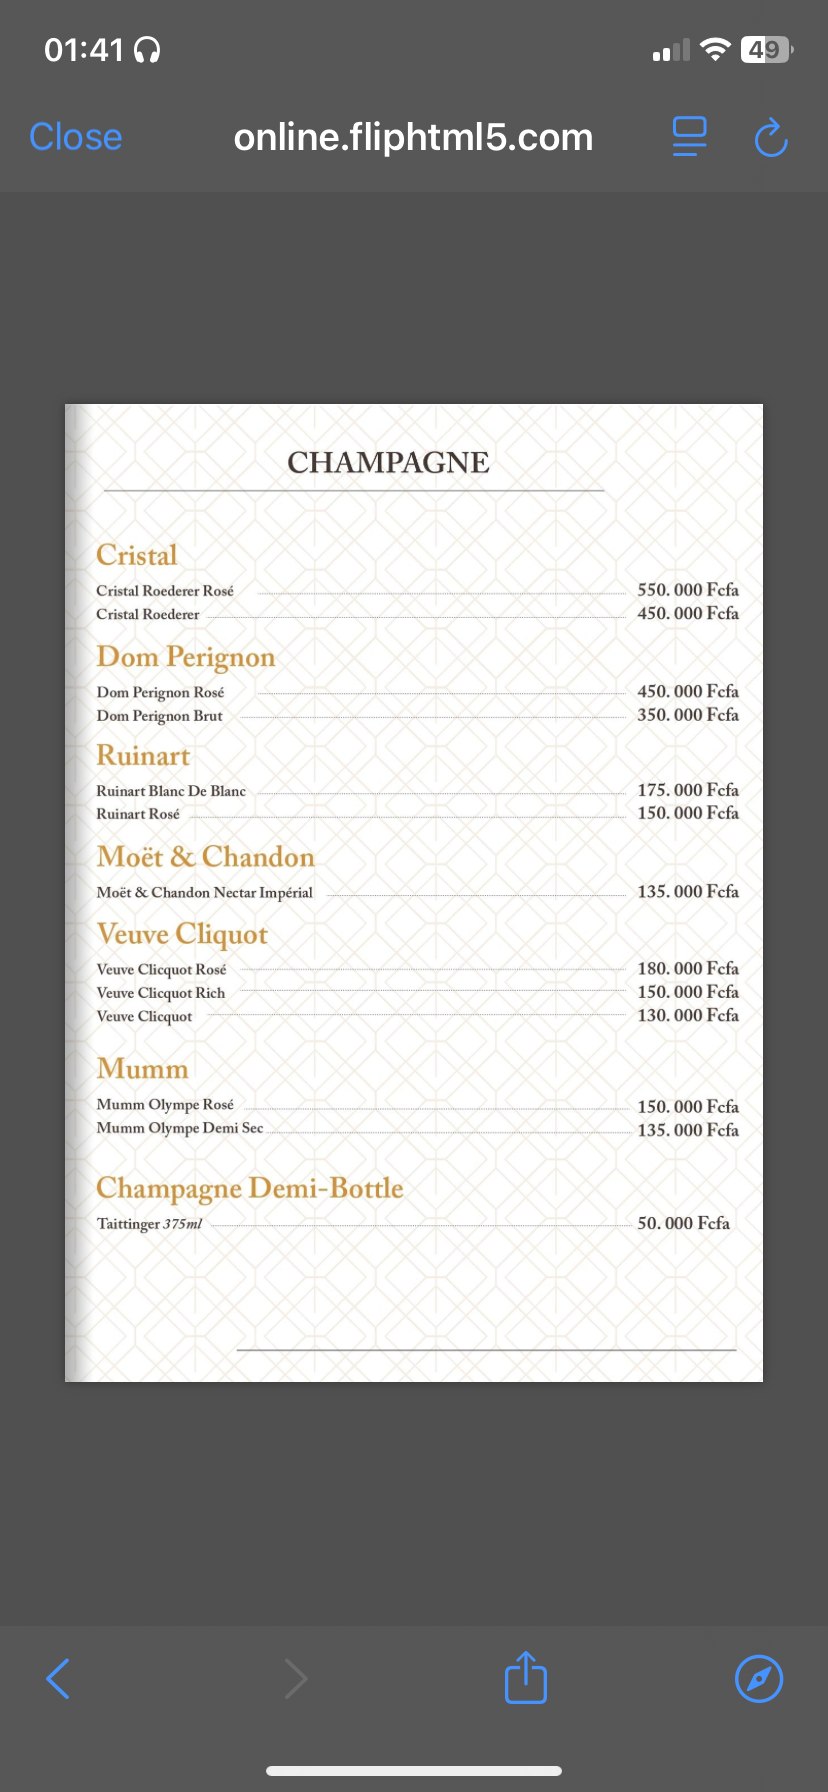 01:41
49
Close
online.fliphtml5.com
CHAMPAGNE
Cristal
Cristal Roederer Rosé 550. 000 Fcfa
Cristal Roederer 450. 000 Fcfa
Dom Perignon
Dom Perignon Rosé 450. 000 Fcfa
Dom Perignon Brut 350. 000 Fcfa
Ruinart
Ruinart Blanc De Blanc 175. 000 Fcfa
Ruinart Rosé 150. 000 Fcfa
Moët & Chandon
Moët & Chandon Nectar Impérial 135. 000 Fcfa
Veuve Cliquot
Veuve Clicquot Rosé 180. 000 Fcfa
Veuve Clicquot Rich 150. 000 Fcfa
Veuve Clicquot 130. 000 Fcfa
Mumm
Mumm Olympe Rosé 150. 000 Fcfa
Mumm Olympe Demi Sec 135. 000 Fcfa
Champagne Demi-Bottle
Taittinger 375ml 50. 000 Fcfa